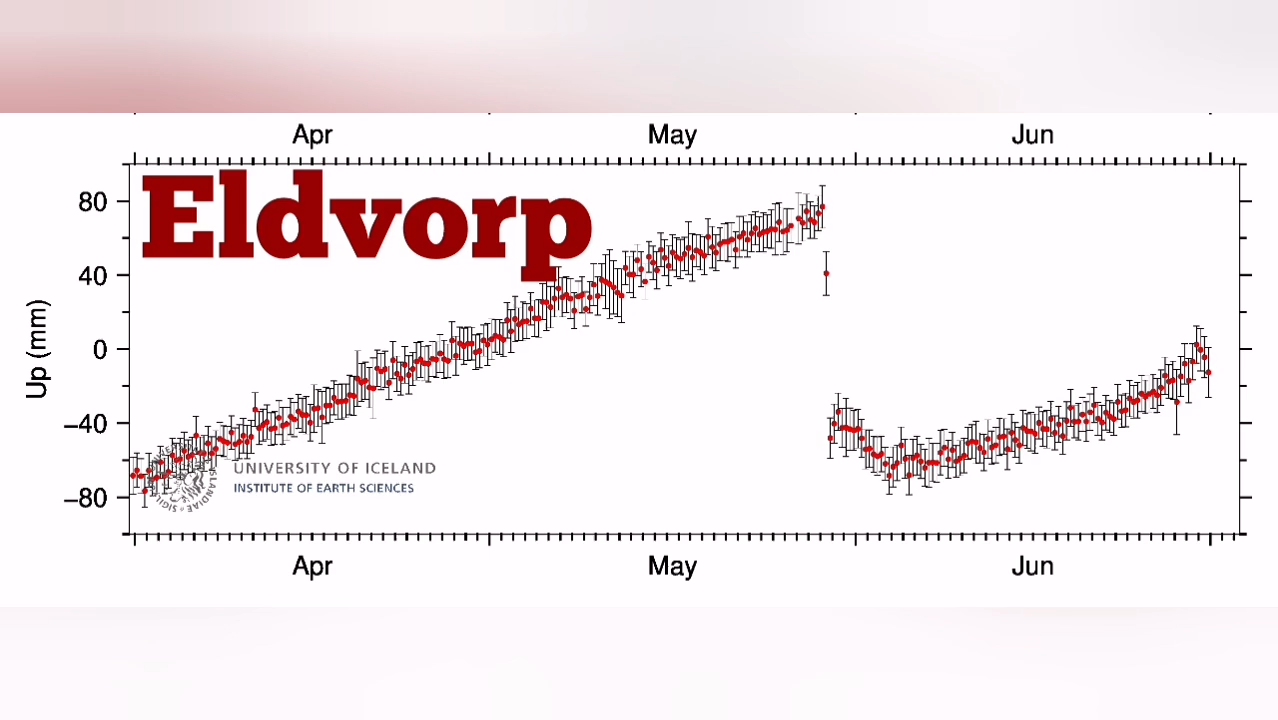 Apr May Jun
Eldvorp
80
40
0
−40
−80
Up (mm)
UNIVERSITY OF ICELAND
INSTITUTE OF EARTH SCIENCES
Apr May Jun